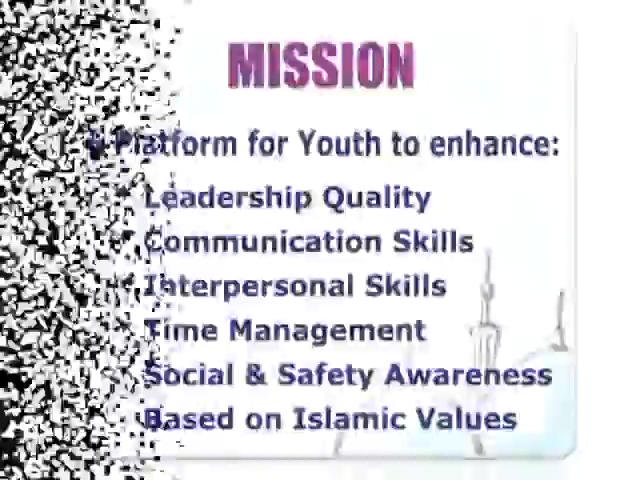 MISSION
Platform for Youth to enhance:
Leadership Quality
Communication Skills
Interpersonal Skills
Time Management
Social & Safety Awareness
Based on Islamic Values